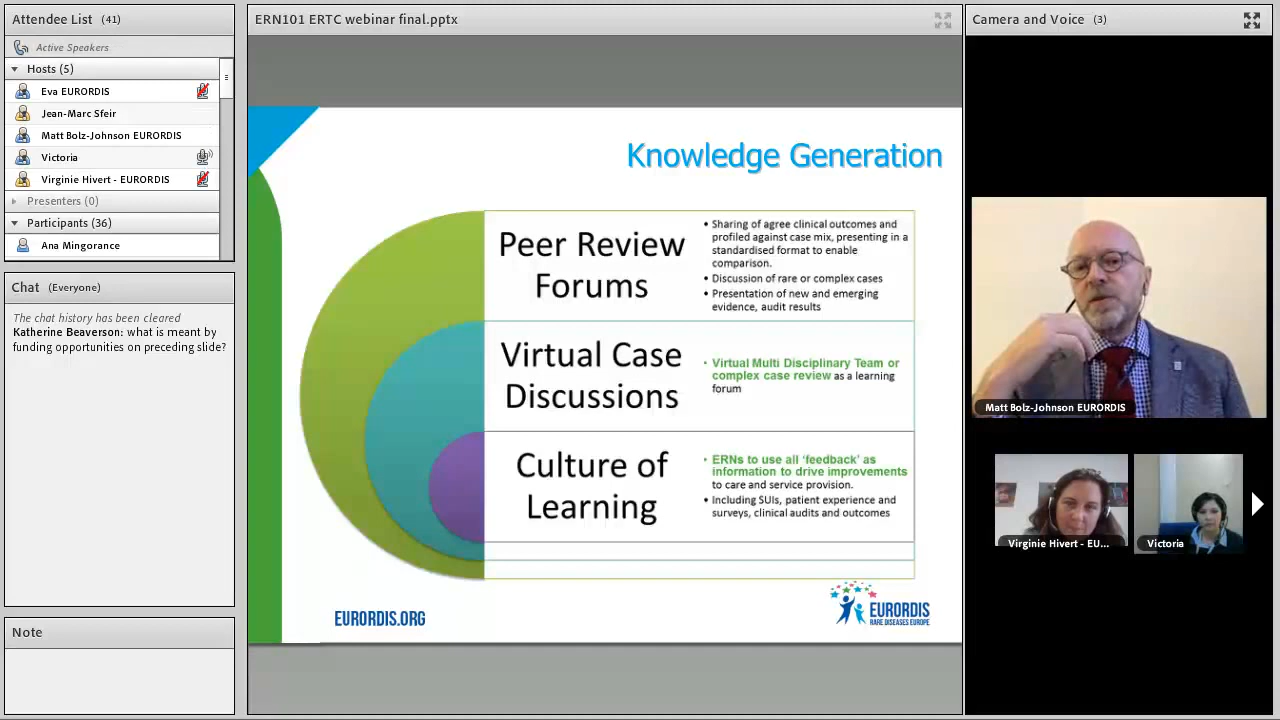 Attendee List (41)
Active Speakers
Hosts (5)
Eva EURORDIS
Jean-Marc Sfeir
Matt Bolz-Johnson EURORDIS
Victoria
Virginie Hivert - EURORDIS
Presenters (0)
Participants (36)
Ana Mingorance
Chat (Everyone)
The chat history has been cleared
Katherine Beaverson: what is meant by
funding opportunities on preceding slide?
Note
ERN101 ERTC webinar final.pptx
Knowledge Generation
Peer Review
Forums
• Sharing of agree clinical outcomes and
profiled against case mix, presenting in a
standardised format to enable
comparison.
• Discussion of rare or complex cases
• Presentation of new and emerging
evidence, audit results
Virtual Case
Discussions
• Virtual Multi Disciplinary Team or
complex case review as a learning
forum
Culture of
Learning
• ERNs to use all ‘feedback’ as
information to drive improvements
to care and service provision.
• Including SUIs, patient experience and
surveys, clinical audits and outcomes
EURORDIS.ORG
EURORDIS
RARE DISEASES EUROPE
Camera and Voice (3)
Matt Bolz-Johnson EURORDIS
Virginie Hivert - EU...
Victoria